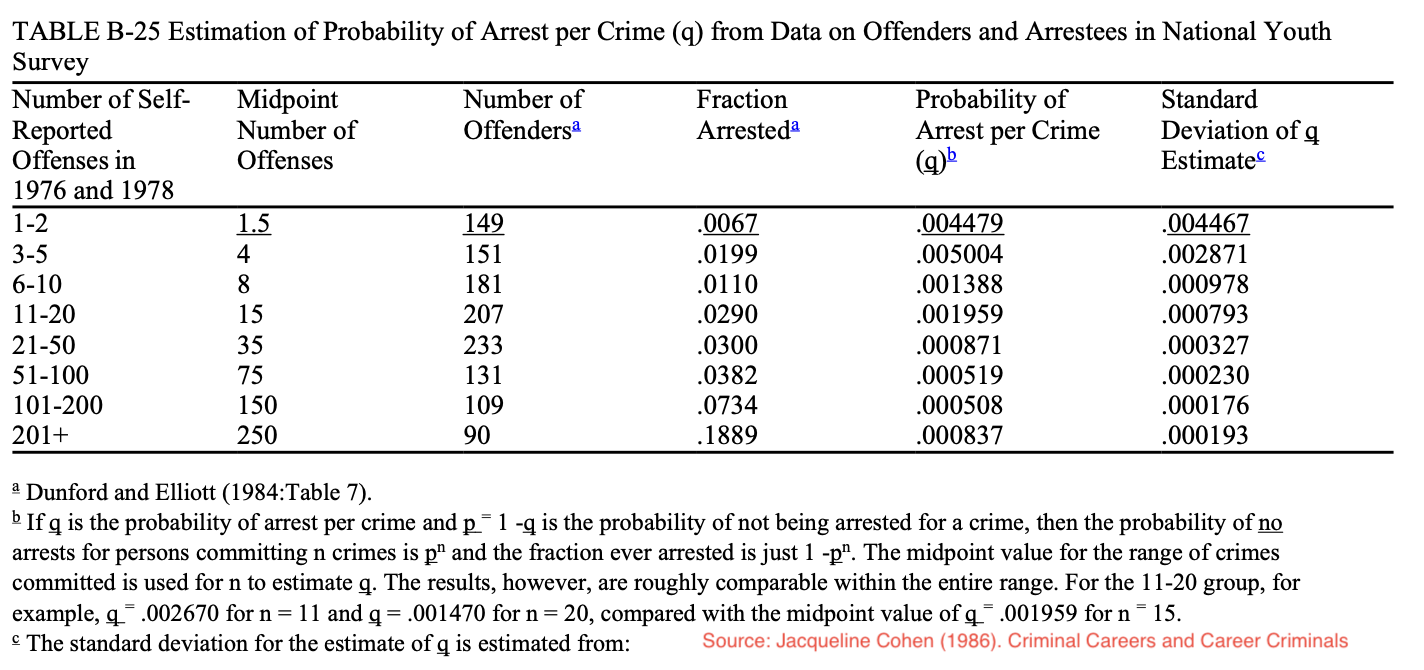 TABLE B-25 Estimation of Probability of Arrest per Crime (q) from Data on Offenders and Arrestees in National Youth
Survey
Number of Self- Midpoint Number of Fraction Probability of Standard
Reported Number of Offendersᵃ Arrestedᵃ Arrest per Crime Deviation of q
Offenses in Offenses (q)ᵇ Estimateᶜ
1976 and 1978
1-2 1.5 149 .0067 .004479 .004467
3-5 4 151 .0199 .005004 .002871
6-10 8 181 .0110 .001388 .000978
11-20 15 207 .0290 .001959 .000793
21-50 35 233 .0300 .000871 .000327
51-100 75 131 .0382 .000519 .000230
101-200 150 109 .0734 .000508 .000176
201+ 250 90 .1889 .000837 .000193
ᵃ Dunford and Elliott (1984:Table 7).
ᵇ If q is the probability of arrest per crime and p = 1 -q is the probability of not being arrested for a crime, then the probability of no
arrests for persons committing n crimes is pⁿ and the fraction ever arrested is just 1 -pⁿ. The midpoint value for the range of crimes
committed is used for n to estimate q. The results, however, are roughly comparable within the entire range. For the 11-20 group, for
example, q = .002670 for n = 11 and q = .001470 for n = 20, compared with the midpoint value of q = .001959 for n = 15.
ᶜ The standard deviation for the estimate of q is estimated from: Source: Jacqueline Cohen (1986). Criminal Careers and Career Criminals